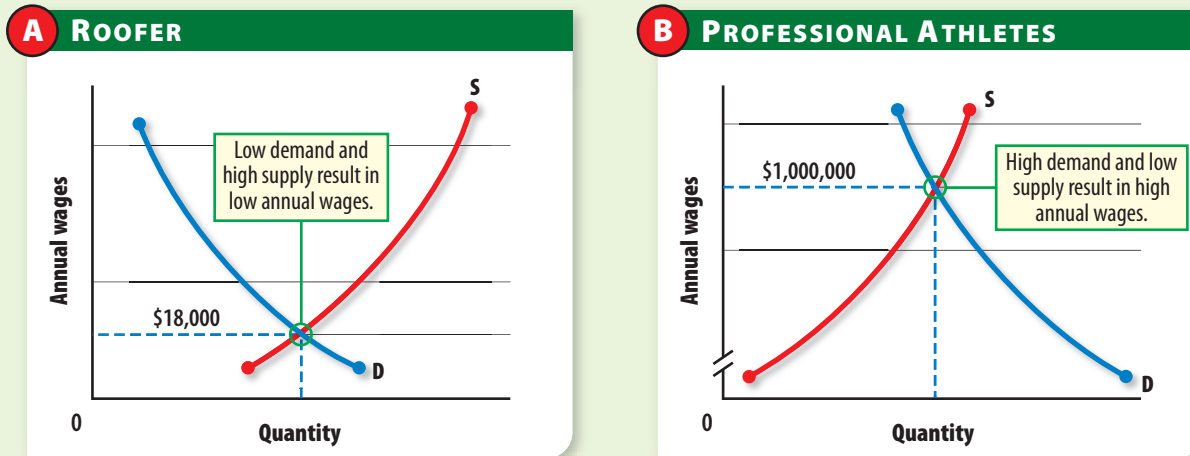 A ROOFER
S
Low demand and
high supply result in
low annual wages.
Annual wages
$18,000
D
0
Quantity
B PROFESSIONAL ATHLETES
S
$1,000,000
High demand and low
supply result in high
annual wages.
Annual wages
D
0
Quantity